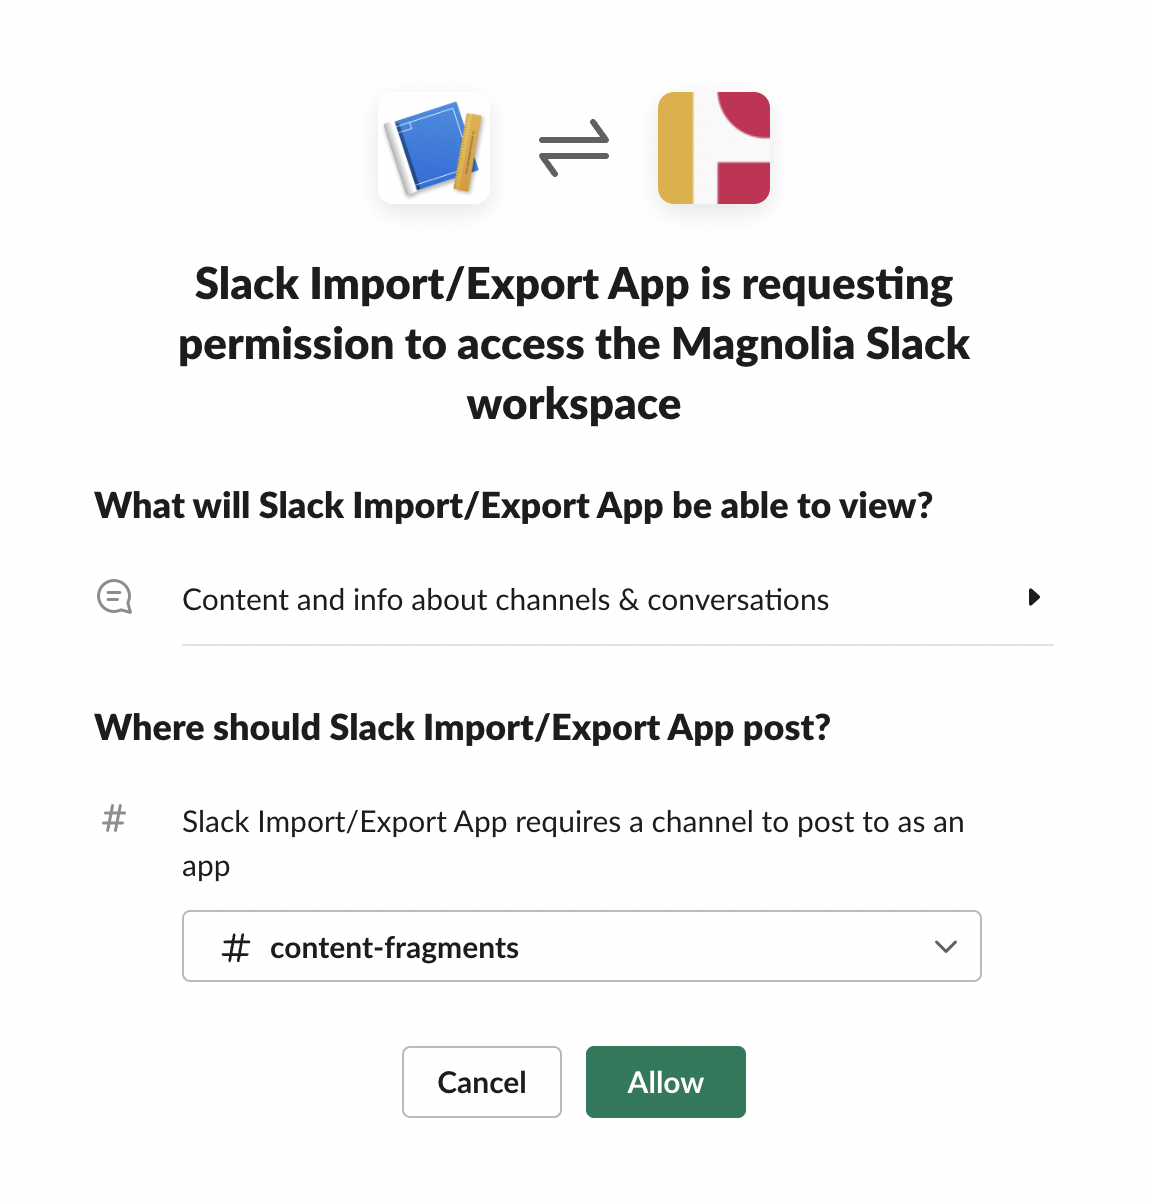 Slack Import/Export App is requesting
permission to access the Magnolia Slack
workspace
What will Slack Import/Export App be able to view?
Content and info about channels & conversations
Where should Slack Import/Export App post?
# Slack Import/Export App requires a channel to post to as an
app
# content-fragments
Cancel Allow